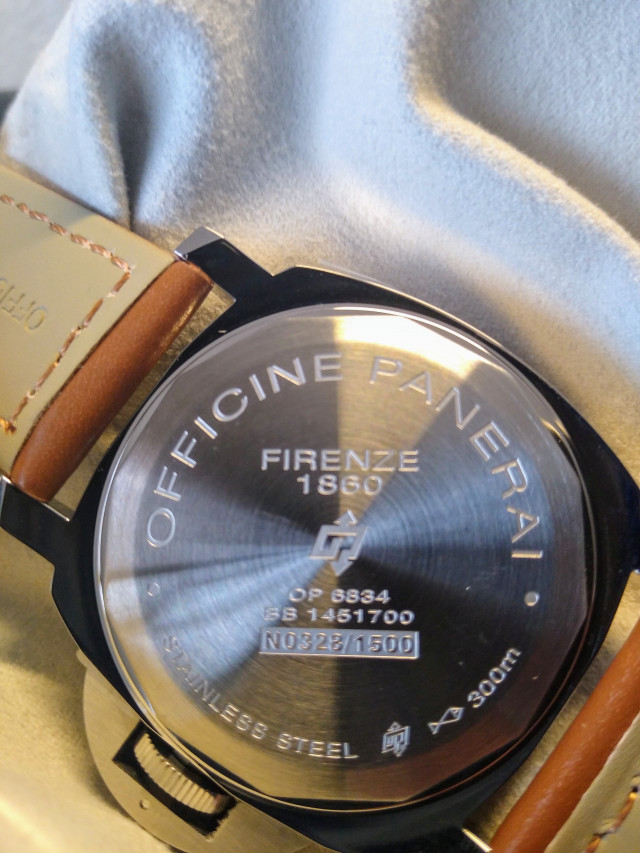 OFFICINE PANERAI
FIRENZE
1860
OP 6834
BB 1451700
N0328/1500
STAINLESS STEEL
300m